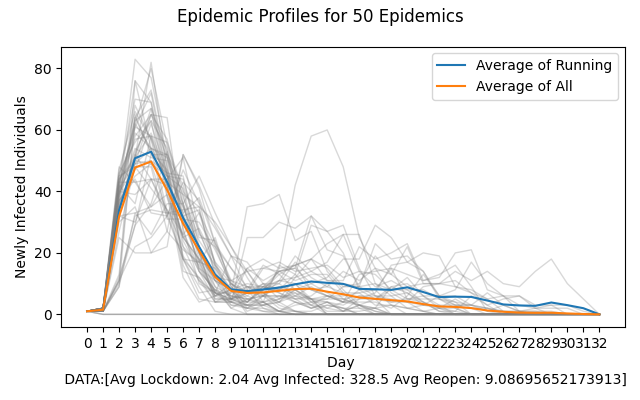 Epidemic Profiles for 50 Epidemics
Newly Infected Individuals
80
60
40
20
0
Average of Running
Average of All
0 1 2 3 4 5 6 7 8 9 10 11 12 13 14 15 16 17 18 19 20 21 22 23 24 25 26 27 28 29 30 31 32
Day
DATA:[Avg Lockdown: 2.04 Avg Infected: 328.5 Avg Reopen: 9.08695652173913]